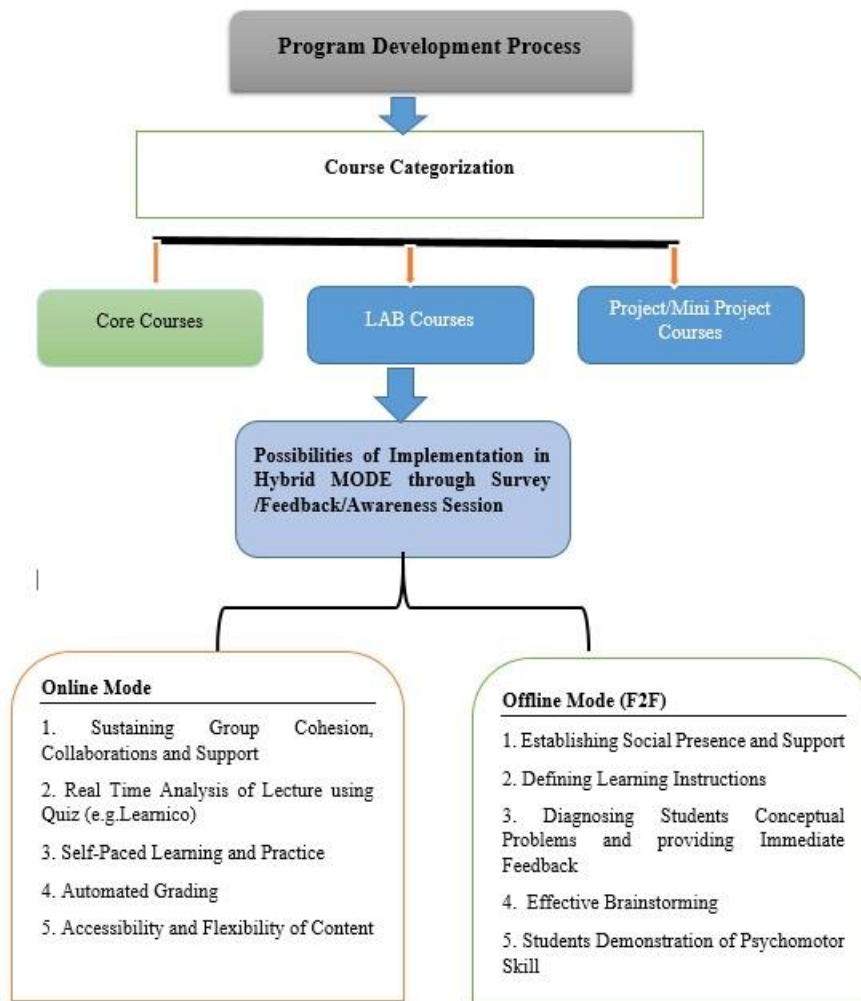 Program Development Process
Course Categorization
Core Courses
LAB Courses
Project/Mini Project
Courses
Possibilities of Implementation in
Hybrid MODE through Survey
/Feedback/Awareness Session
Online Mode
1. Sustaining Group Cohesion,
Collaborations and Support
2. Real Time Analysis of Lecture using
Quiz (e.g.Learnico)
3. Self-Paced Learning and Practice
4. Automated Grading
5. Accessibility and Flexibility of Content
Offline Mode (F2F)
1. Establishing Social Presence and Support
2. Defining Learning Instructions
3. Diagnosing Students Conceptual
Problems and providing Immediate
Feedback
4. Effective Brainstorming
5. Students Demonstration of Psychomotor
Skill